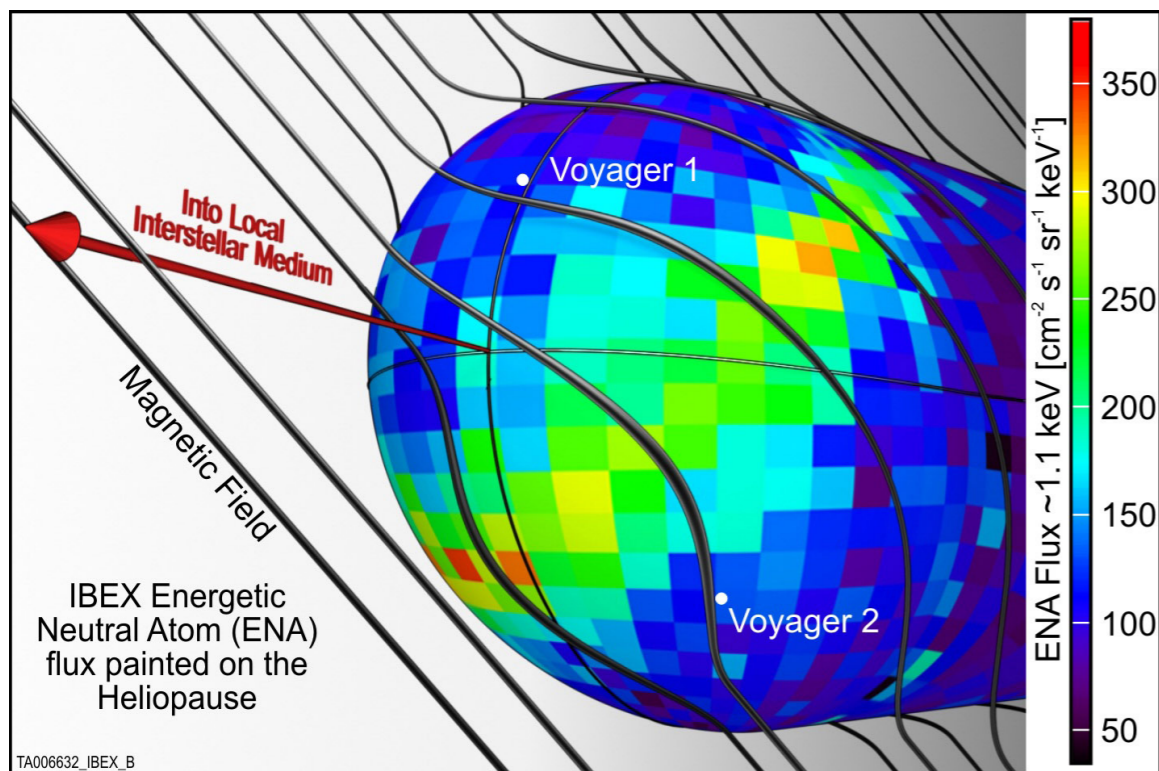 Voyager 1
Into Local
Interstellar Medium
Magnetic Field
Voyager 2
IBEX Energetic
Neutral Atom (ENA)
flux painted on the
Heliopause
TA006632_IBEX_B
ENA Flux ~1.1 keV [cm⁻² s⁻¹ sr⁻¹ keV⁻¹]
350
300
250
200
150
100
50